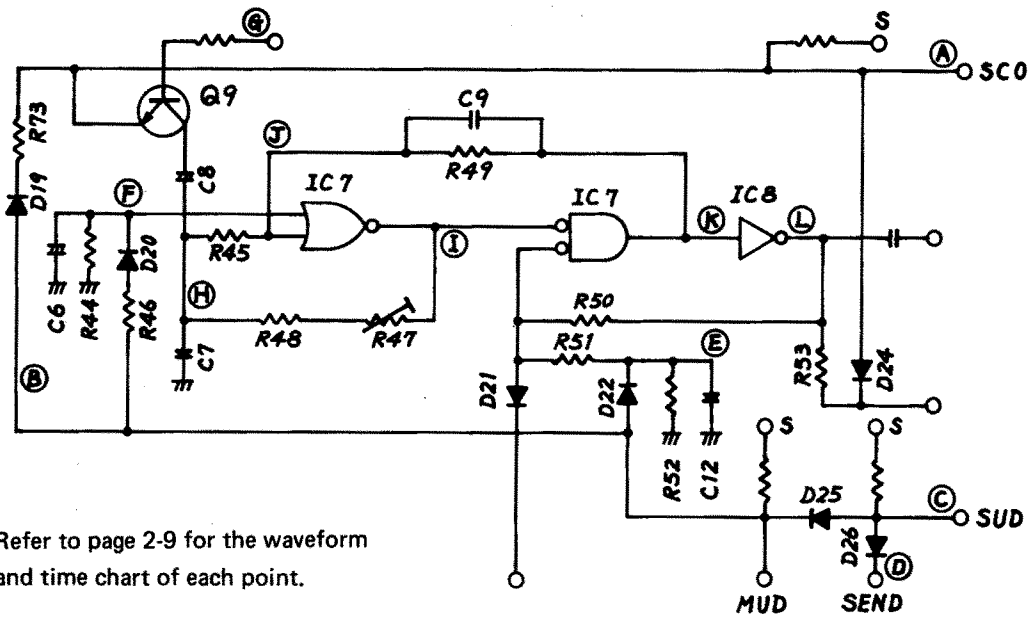 G
S
A
SCO
Q9
R73
D19
C8
C9
J
R49
IC7
IC7
IC8
F
D20
R45
I
K
L
C6
R44
R46
H
R48
R47
C7
B
R50
R51
E
D21
D22
R52
C12
R53
D24
S
S
D25
C
SUD
D26
D
MUD
SEND
Refer to page 2-9 for the waveform
and time chart of each point.